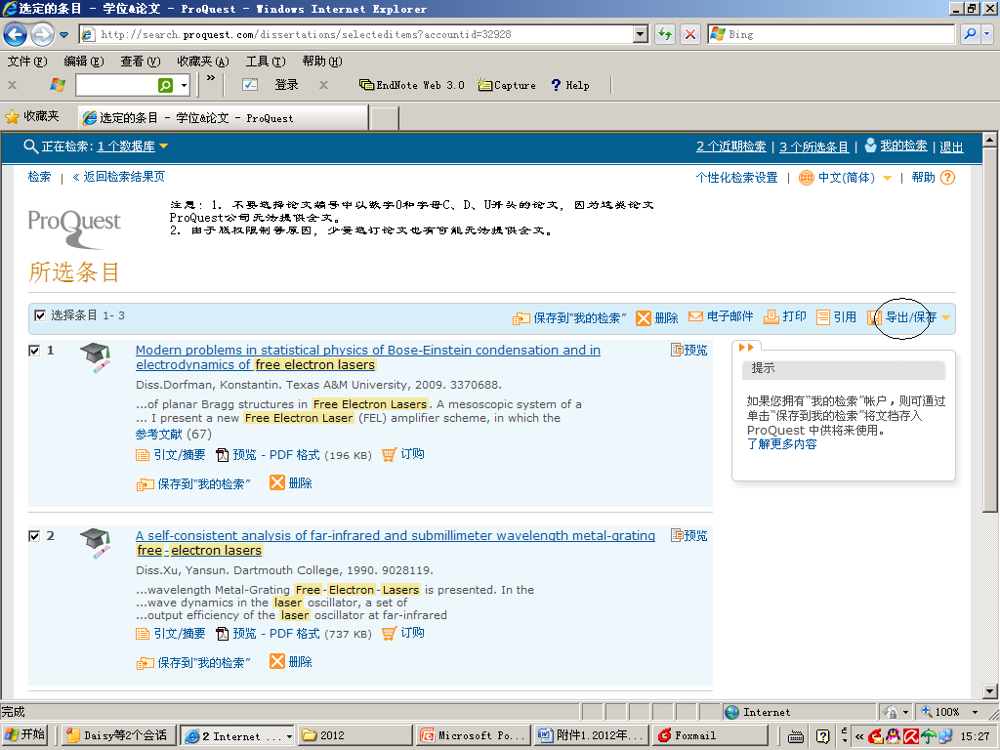 选定的条目 - 学位&论文 - ProQuest - Windows Internet Explorer
http://search.proquest.com/dissertations/selecteditems?accountid=32928
Bing
文件(F) 编辑(E) 查看(V) 收藏夹(A) 工具(T) 帮助(H)
x » 登录 x EndNote Web 3.0 Capture ? Help
收藏夹 选定的条目 - 学位&论文 - ProQuest
正在检索: 1 个数据库 2 个近期检索 | 3 个所选条目 | 我的检索 | 退出
检索 | « 返回检索结果页 个性化检索设置 | 中文(简体) | 帮助 ?
注意：1. 不要选择论文编号中以数字0和字母C、D、U开头的论文，因为这类论文
ProQuest公司无法提供全文。
2. 由于版权限制等原因，少量选订论文也有可能无法提供全文。
ProQuest
所选条目
选择条目 1- 3 保存到“我的检索” 删除 电子邮件 打印 引用 导出/保存
1 Modern problems in statistical physics of Bose-Einstein condensation and in 预览
electrodynamics of free electron lasers
Diss.Dorfman, Konstantin. Texas A&M University, 2009. 3370688.
...of planar Bragg structures in Free Electron Lasers. A mesoscopic system of a
... I present a new Free Electron Laser (FEL) amplifier scheme, in which the
参考文献 (67)
引文/摘要 预览 - PDF 格式 (196 KB) 订购
保存到“我的检索” 删除
提示
如果您拥有“我的检索”帐户，则可通过
单击“保存到我的检索”将文档存入
ProQuest 中供将来使用。
了解更多内容
2 A self-consistent analysis of far-infrared and submillimeter wavelength metal-grating 预览
free-electron lasers
Diss.Xu, Yansun. Dartmouth College, 1990. 9028119.
...wavelength Metal-Grating Free-Electron-Lasers is presented. In the
...wave dynamics in the laser oscillator, a set of
...output efficiency of the laser oscillator at far-infrared
引文/摘要 预览 - PDF 格式 (737 KB) 订购
保存到“我的检索” 删除
完成 Internet 100%
开始 Daisy等2个会话 2 Internet ... 2012 Microsoft Po... 附件1.2012年... Foxmail « 15:27